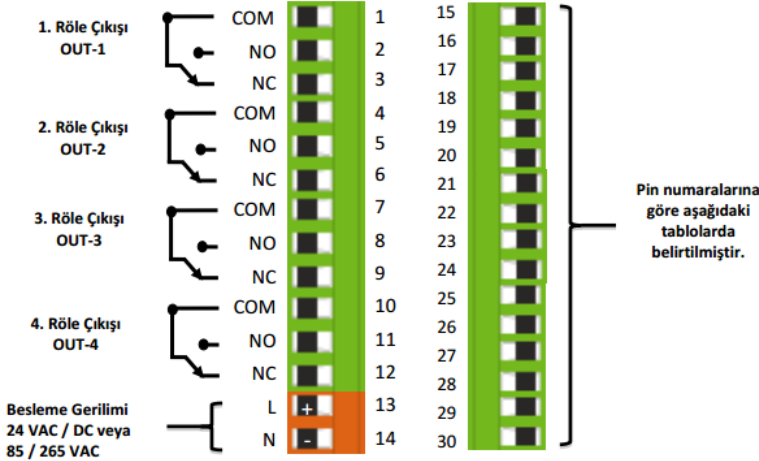 1. Röle Çıkışı
OUT-1
COM 1
NO 2
NC 3
2. Röle Çıkışı
OUT-2
COM 4
NO 5
NC 6
3. Röle Çıkışı
OUT-3
COM 7
NO 8
NC 9
4. Röle Çıkışı
OUT-4
COM 10
NO 11
NC 12
Besleme Gerilimi
24 VAC / DC veya
85 / 265 VAC
L + 13
N - 14
15
16
17
18
19
20
21
22
23
24
25
26
27
28
29
30
Pin numaralarına
göre aşağıdaki
tablolarda
belirtilmiştir.